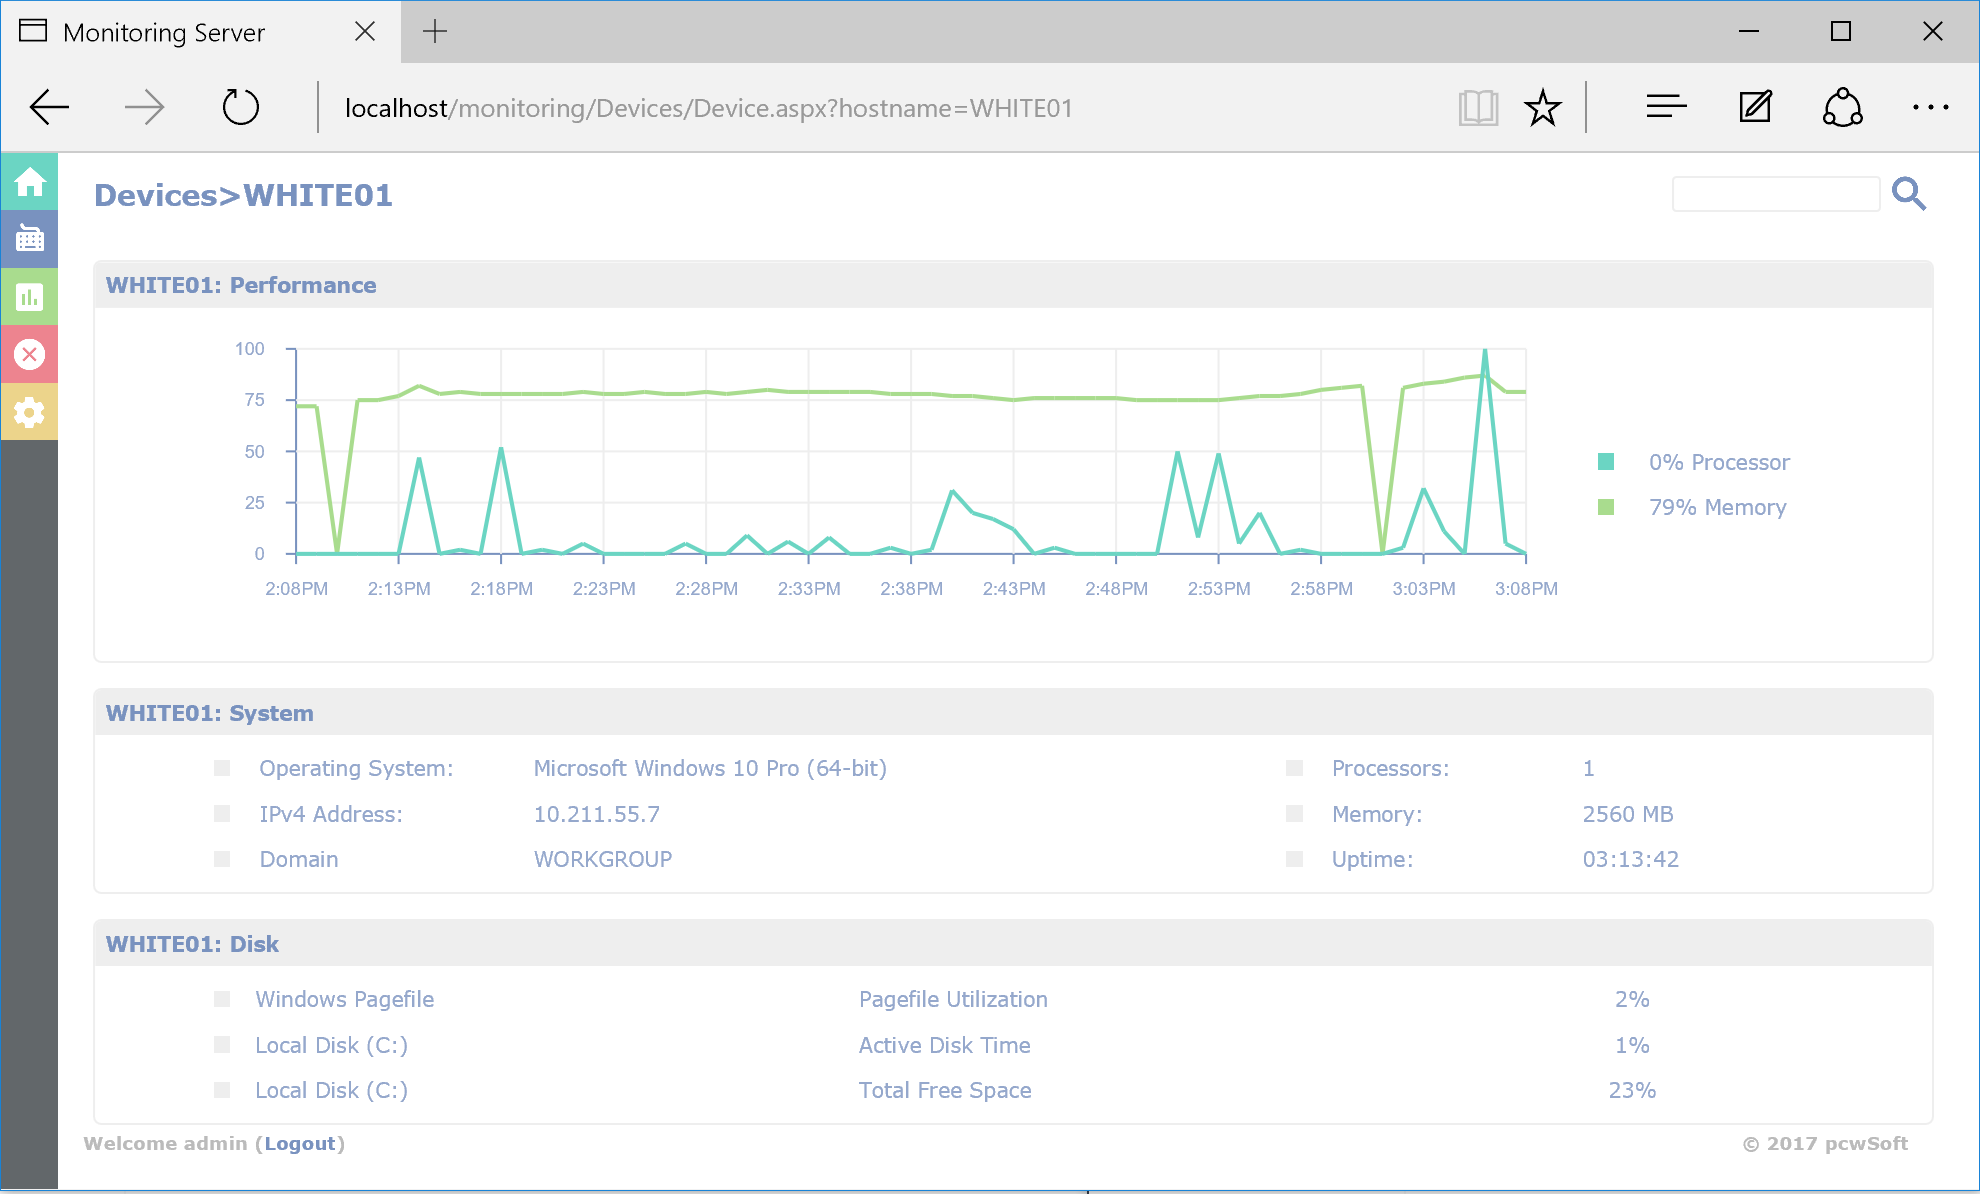 Monitoring Server
localhost/monitoring/Devices/Device.aspx?hostname=WHITE01
Devices>WHITE01
WHITE01: Performance
100
75
50
25
0
2:08PM 2:13PM 2:18PM 2:23PM 2:28PM 2:33PM 2:38PM 2:43PM 2:48PM 2:53PM 2:58PM 3:03PM 3:08PM
0% Processor
79% Memory
WHITE01: System
Operating System: Microsoft Windows 10 Pro (64-bit) Processors: 1
IPv4 Address: 10.211.55.7 Memory: 2560 MB
Domain WORKGROUP Uptime: 03:13:42
WHITE01: Disk
Windows Pagefile Pagefile Utilization 2%
Local Disk (C:) Active Disk Time 1%
Local Disk (C:) Total Free Space 23%
Welcome admin (Logout) © 2017 pcwSoft